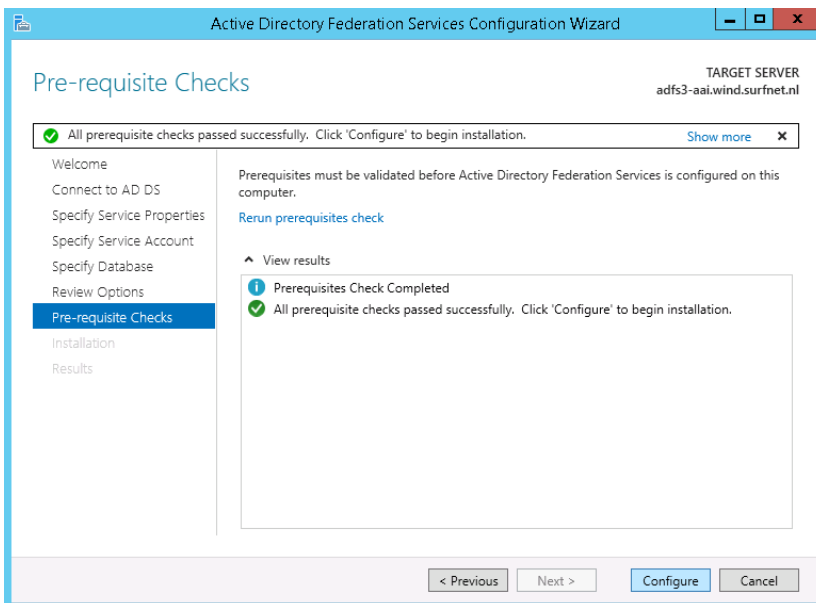 Active Directory Federation Services Configuration Wizard
Pre-requisite Checks
TARGET SERVER
adfs3-aai.wind.surfnet.nl
All prerequisite checks passed successfully. Click 'Configure' to begin installation.
Show more
Welcome
Connect to AD DS
Specify Service Properties
Specify Service Account
Specify Database
Review Options
Pre-requisite Checks
Installation
Results
Prerequisites must be validated before Active Directory Federation Services is configured on this
computer.
Rerun prerequisites check
View results
Prerequisites Check Completed
All prerequisite checks passed successfully. Click 'Configure' to begin installation.
< Previous
Next >
Configure
Cancel